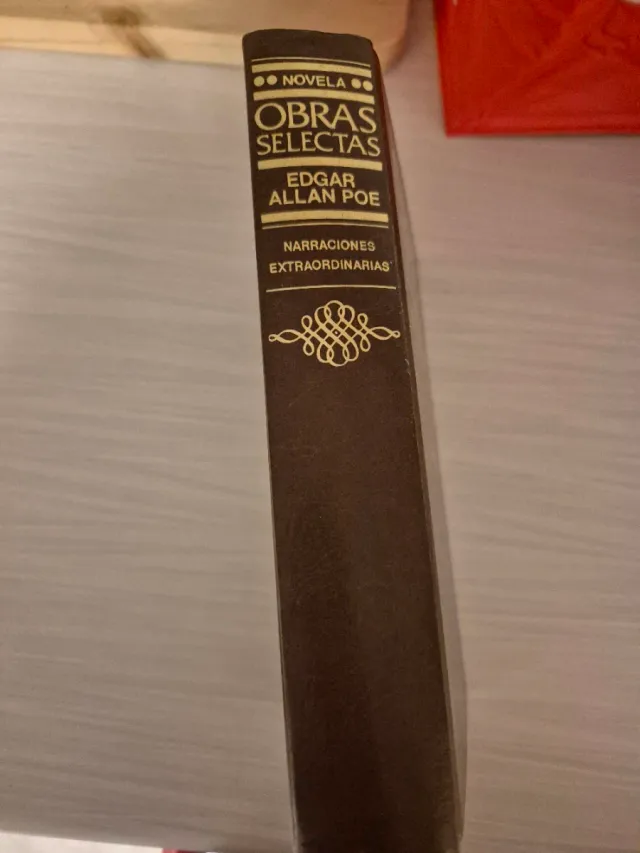 NOVELA
OBRAS
SELECTAS
EDGAR
ALLAN POE
NARRACIONES
EXTRAORDINARIAS